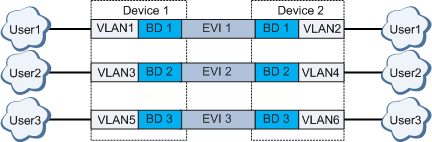 Device 1 Device 2
User1 VLAN1 BD 1 EVI 1 BD 1 VLAN2 User1
User2 VLAN3 BD 2 EVI 2 BD 2 VLAN4 User2
User3 VLAN5 BD 3 EVI 3 BD 3 VLAN6 User3